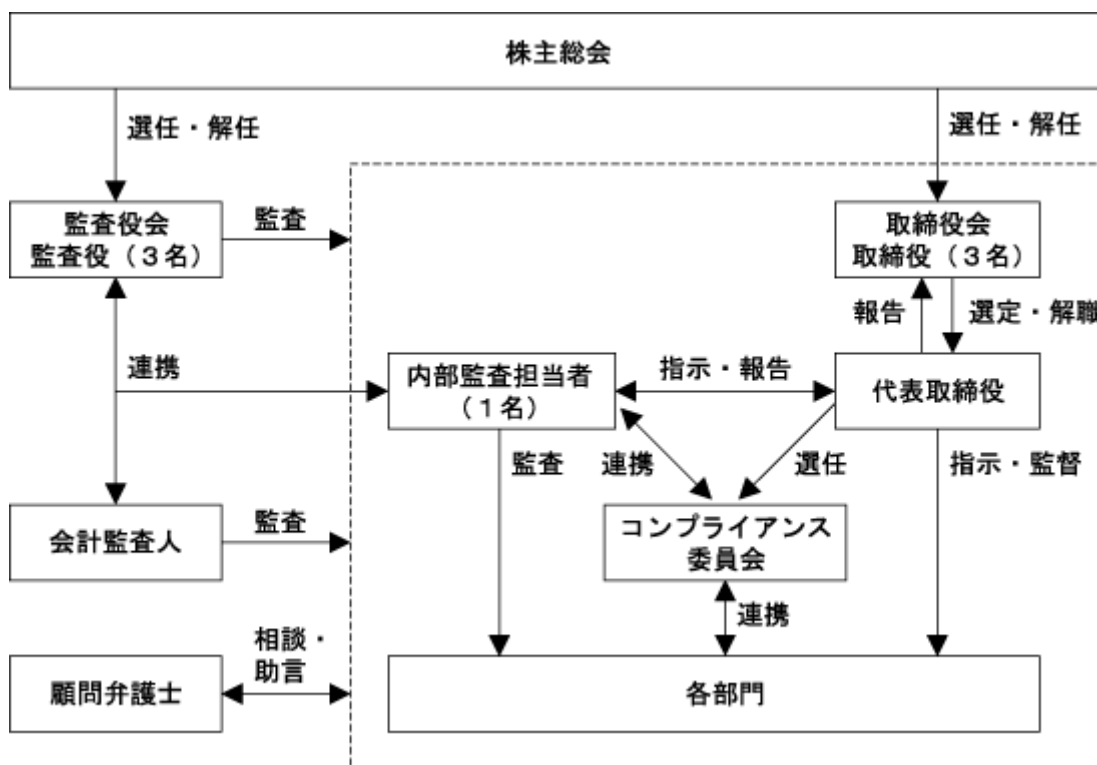 株主総会
選任・解任
選任・解任
監査役会
監査役（３名）
監査
取締役会
取締役（３名）
報告
選定・解職
連携
内部監査担当者
（１名）
指示・報告
代表取締役
監査
連携
選任
指示・監督
会計監査人
監査
コンプライアンス
委員会
連携
顧問弁護士
相談・
助言
各部門